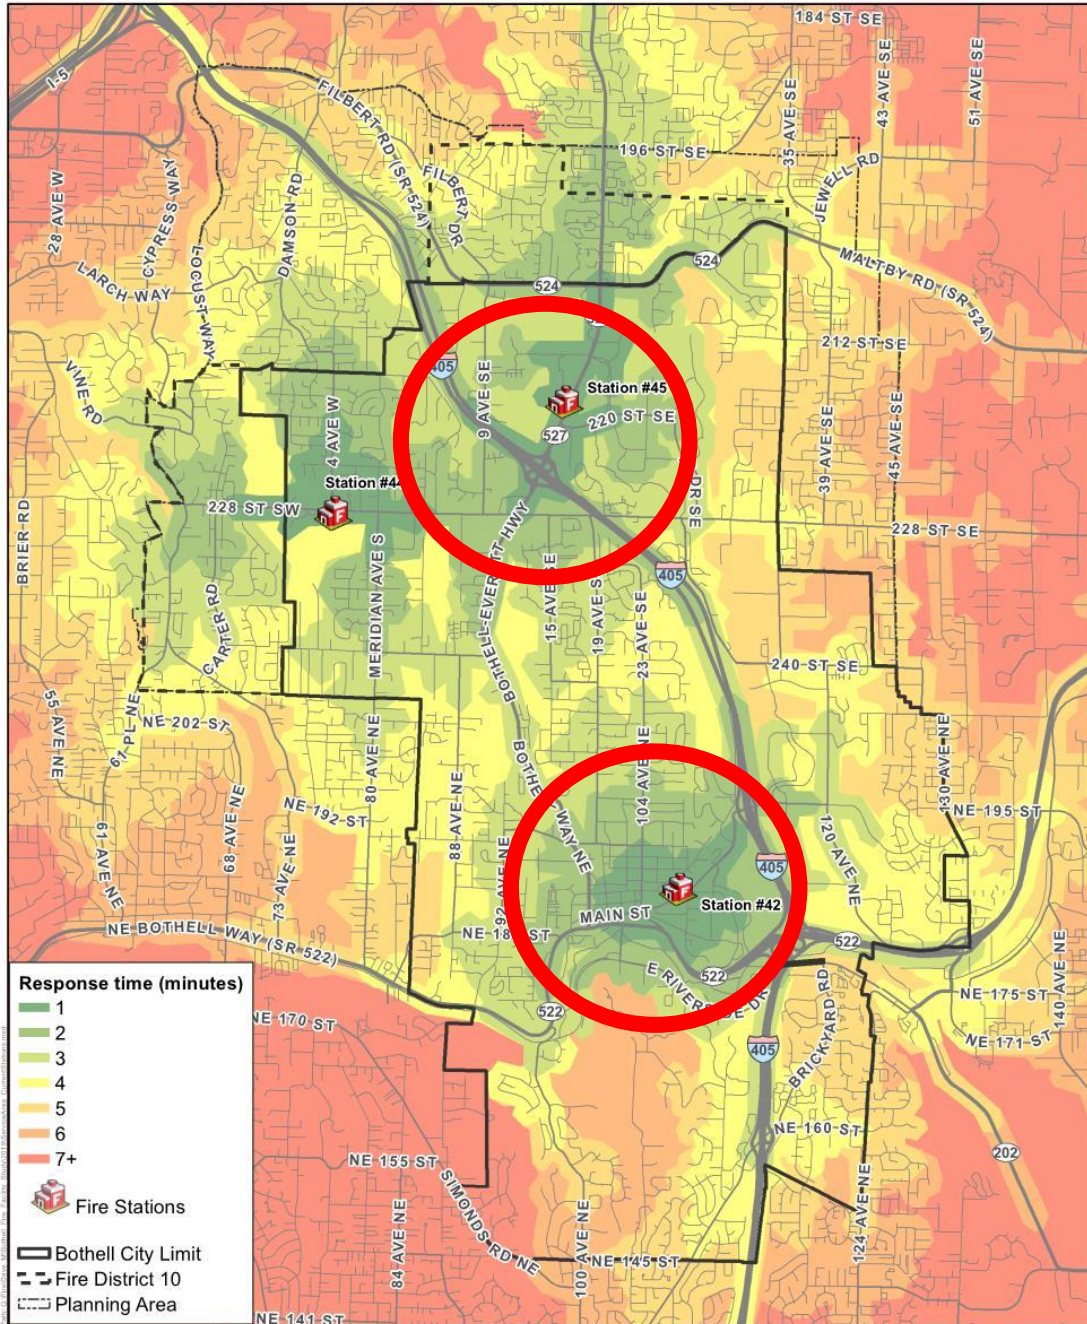 184 ST SE
I-5
FILBERT RD (SR 524)
FILBERT DR
196 ST SE
35 AVE SE
43 AVE SE
51 AVE SE
JEWELL RD
28 AVE W
CYPRESS WAY
LOCUST WAY
DAMSON RD
LARCH WAY
524
524
MALTBY RD (SR 524)
212 ST SE
VINE RD
405
9 AVE SE
Station #45
527
220 ST SE
4 AVE W
39 AVE SE
45 AVE SE
Station #44
228 ST SW
DR SE
228 ST SE
BRIER RD
BOTHELL-EVERETT HWY
15 AVE SE
19 AVE S
405
23 AVE SE
CARTER RD
MERIDIAN AVE S
240 ST SE
55 AVE NE
61 PL NE
NE 202 ST
80 AVE NE
BOTHELL WAY NE
104 AVE NE
130 AVE NE
NE 195 ST
NE 192 ST
88 AVE NE
61 AVE NE
68 AVE NE
73 AVE NE
92 AVE NE
405
120 AVE NE
MAIN ST
Station #42
NE BOTHELL WAY (SR 522)
NE 18 ST
522
522
522
E RIVERSIDE DR
BRICKYARD RD
140 AVE NE
NE 175 ST
NE 171 ST
NE 170 ST
405
NE 160 ST
202
NE 155 ST
SIMONDS RD NE
84 AVE NE
100 AVE NE
NE 145 ST
124 AVE NE
NE 141 ST
Response time (minutes)
1
2
3
4
5
6
7+
Fire Stations
Bothell City Limit
Fire District 10
Planning Area